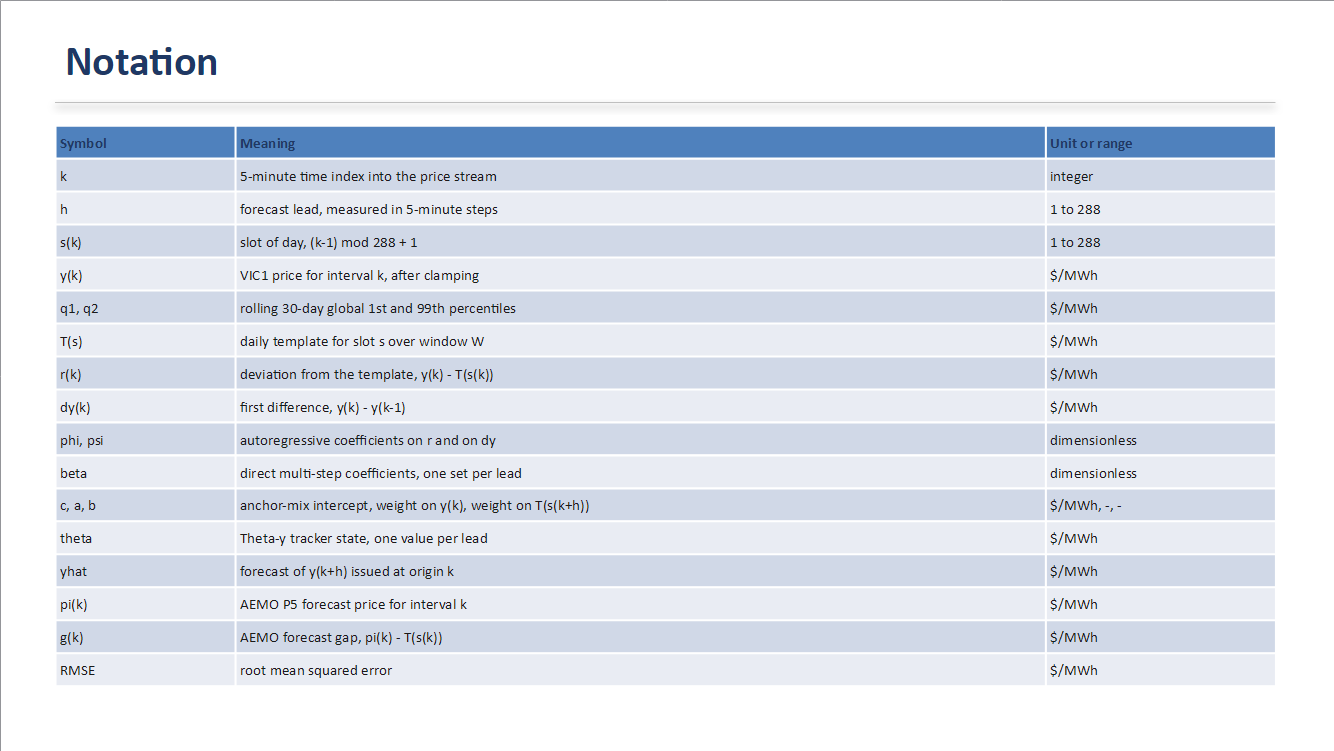 Notation
Symbol Meaning Unit or range
k 5-minute time index into the price stream integer
h forecast lead, measured in 5-minute steps 1 to 288
s(k) slot of day, (k-1) mod 288 + 1 1 to 288
y(k) VIC1 price for interval k, after clamping $/MWh
q1, q2 rolling 30-day global 1st and 99th percentiles $/MWh
T(s) daily template for slot s over window W $/MWh
r(k) deviation from the template, y(k) - T(s(k)) $/MWh
dy(k) first difference, y(k) - y(k-1) $/MWh
phi, psi autoregressive coefficients on r and on dy dimensionless
beta direct multi-step coefficients, one set per lead dimensionless
c, a, b anchor-mix intercept, weight on y(k), weight on T(s(k+h)) $/MWh, -, -
theta Theta-y tracker state, one value per lead $/MWh
yhat forecast of y(k+h) issued at origin k $/MWh
pi(k) AEMO P5 forecast price for interval k $/MWh
g(k) AEMO forecast gap, pi(k) - T(s(k)) $/MWh
RMSE root mean squared error $/MWh